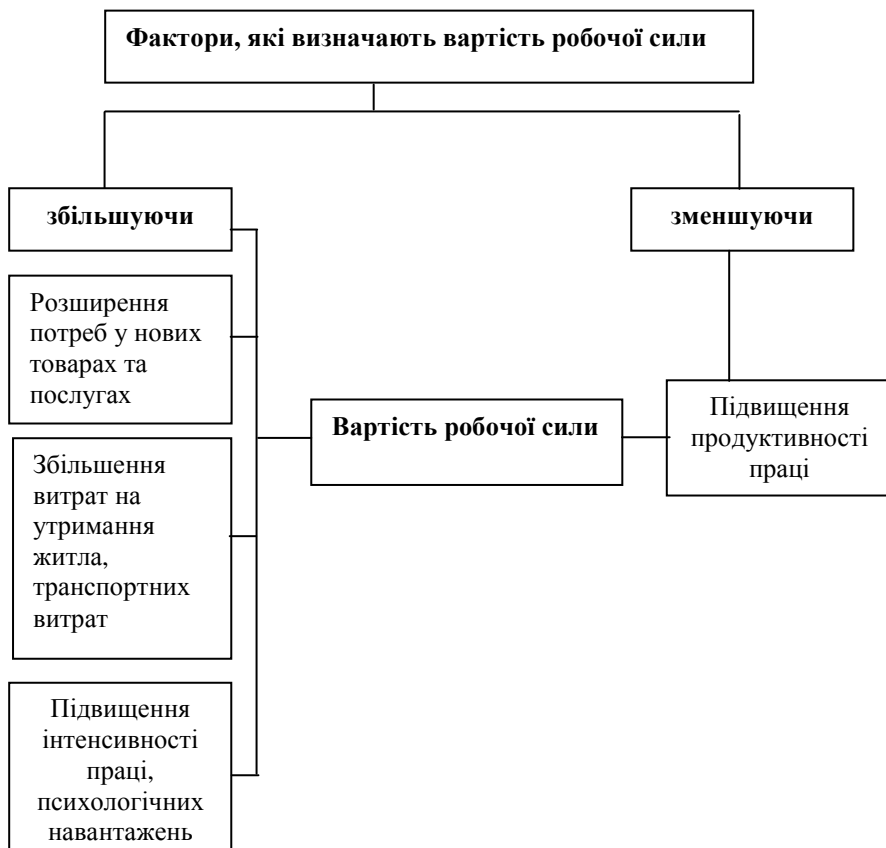 Фактори, які визначають вартість робочої сили
збільшуючи
зменшуючи
Розширення
потреб у нових
товарах та
послугах
Вартість робочої сили
Підвищення
продуктивності
праці
Збільшення
витрат на
утримання
житла,
транспортних
витрат
Підвищення
інтенсивності
праці,
психологічних
навантажень